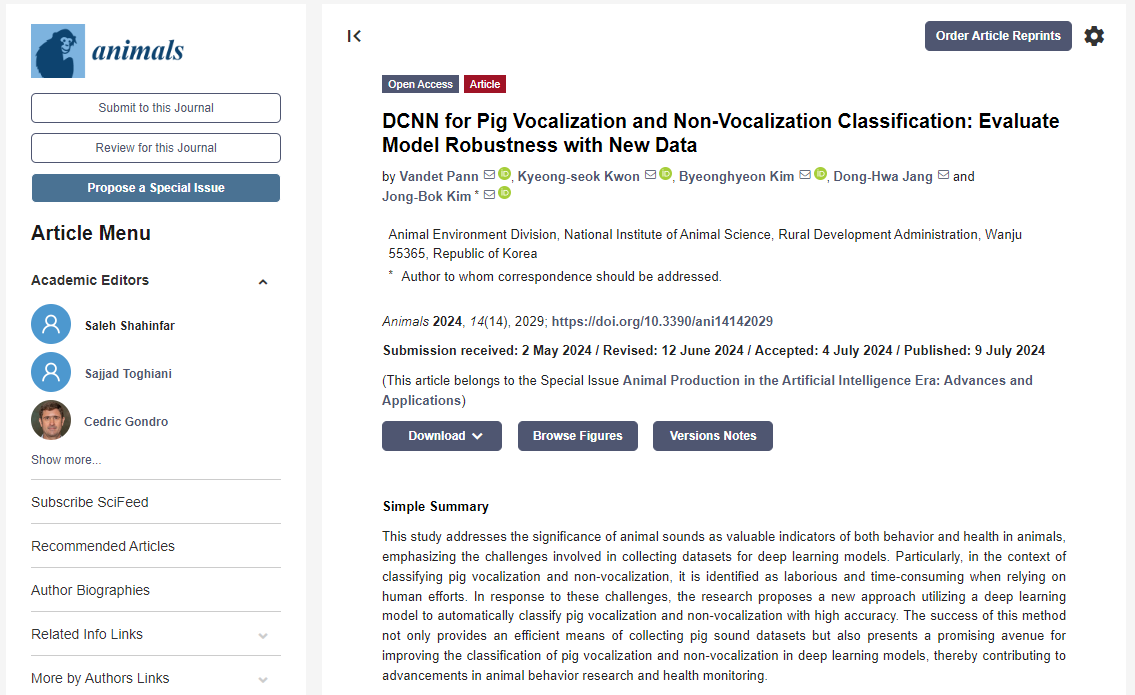 animals
Submit to this Journal
Review for this Journal
Propose a Special Issue
Article Menu
Academic Editors
Saleh Shahinfar
Sajjad Toghiani
Cedric Gondro
Show more...
Subscribe SciFeed
Recommended Articles
Author Biographies
Related Info Links
More by Authors Links
Order Article Reprints
Open Access Article
DCNN for Pig Vocalization and Non-Vocalization Classification: Evaluate
Model Robustness with New Data
by Vandet Pann iD, Kyeong-seok Kwon iD, Byeonghyeon Kim iD, Dong-Hwa Jang and
Jong-Bok Kim * iD
Animal Environment Division, National Institute of Animal Science, Rural Development Administration, Wanju
55365, Republic of Korea
* Author to whom correspondence should be addressed.
Animals 2024, 14(14), 2029; https://doi.org/10.3390/ani14142029
Submission received: 2 May 2024 / Revised: 12 June 2024 / Accepted: 4 July 2024 / Published: 9 July 2024
(This article belongs to the Special Issue Animal Production in the Artificial Intelligence Era: Advances and
Applications)
Download
Browse Figures
Versions Notes
Simple Summary
This study addresses the significance of animal sounds as valuable indicators of both behavior and health in animals,
emphasizing the challenges involved in collecting datasets for deep learning models. Particularly, in the context of
classifying pig vocalization and non-vocalization, it is identified as laborious and time-consuming when relying on
human efforts. In response to these challenges, the research proposes a new approach utilizing a deep learning
model to automatically classify pig vocalization and non-vocalization with high accuracy. The success of this method
not only provides an efficient means of collecting pig sound datasets but also presents a promising avenue for
improving the classification of pig vocalization and non-vocalization in deep learning models, thereby contributing to
advancements in animal behavior research and health monitoring.